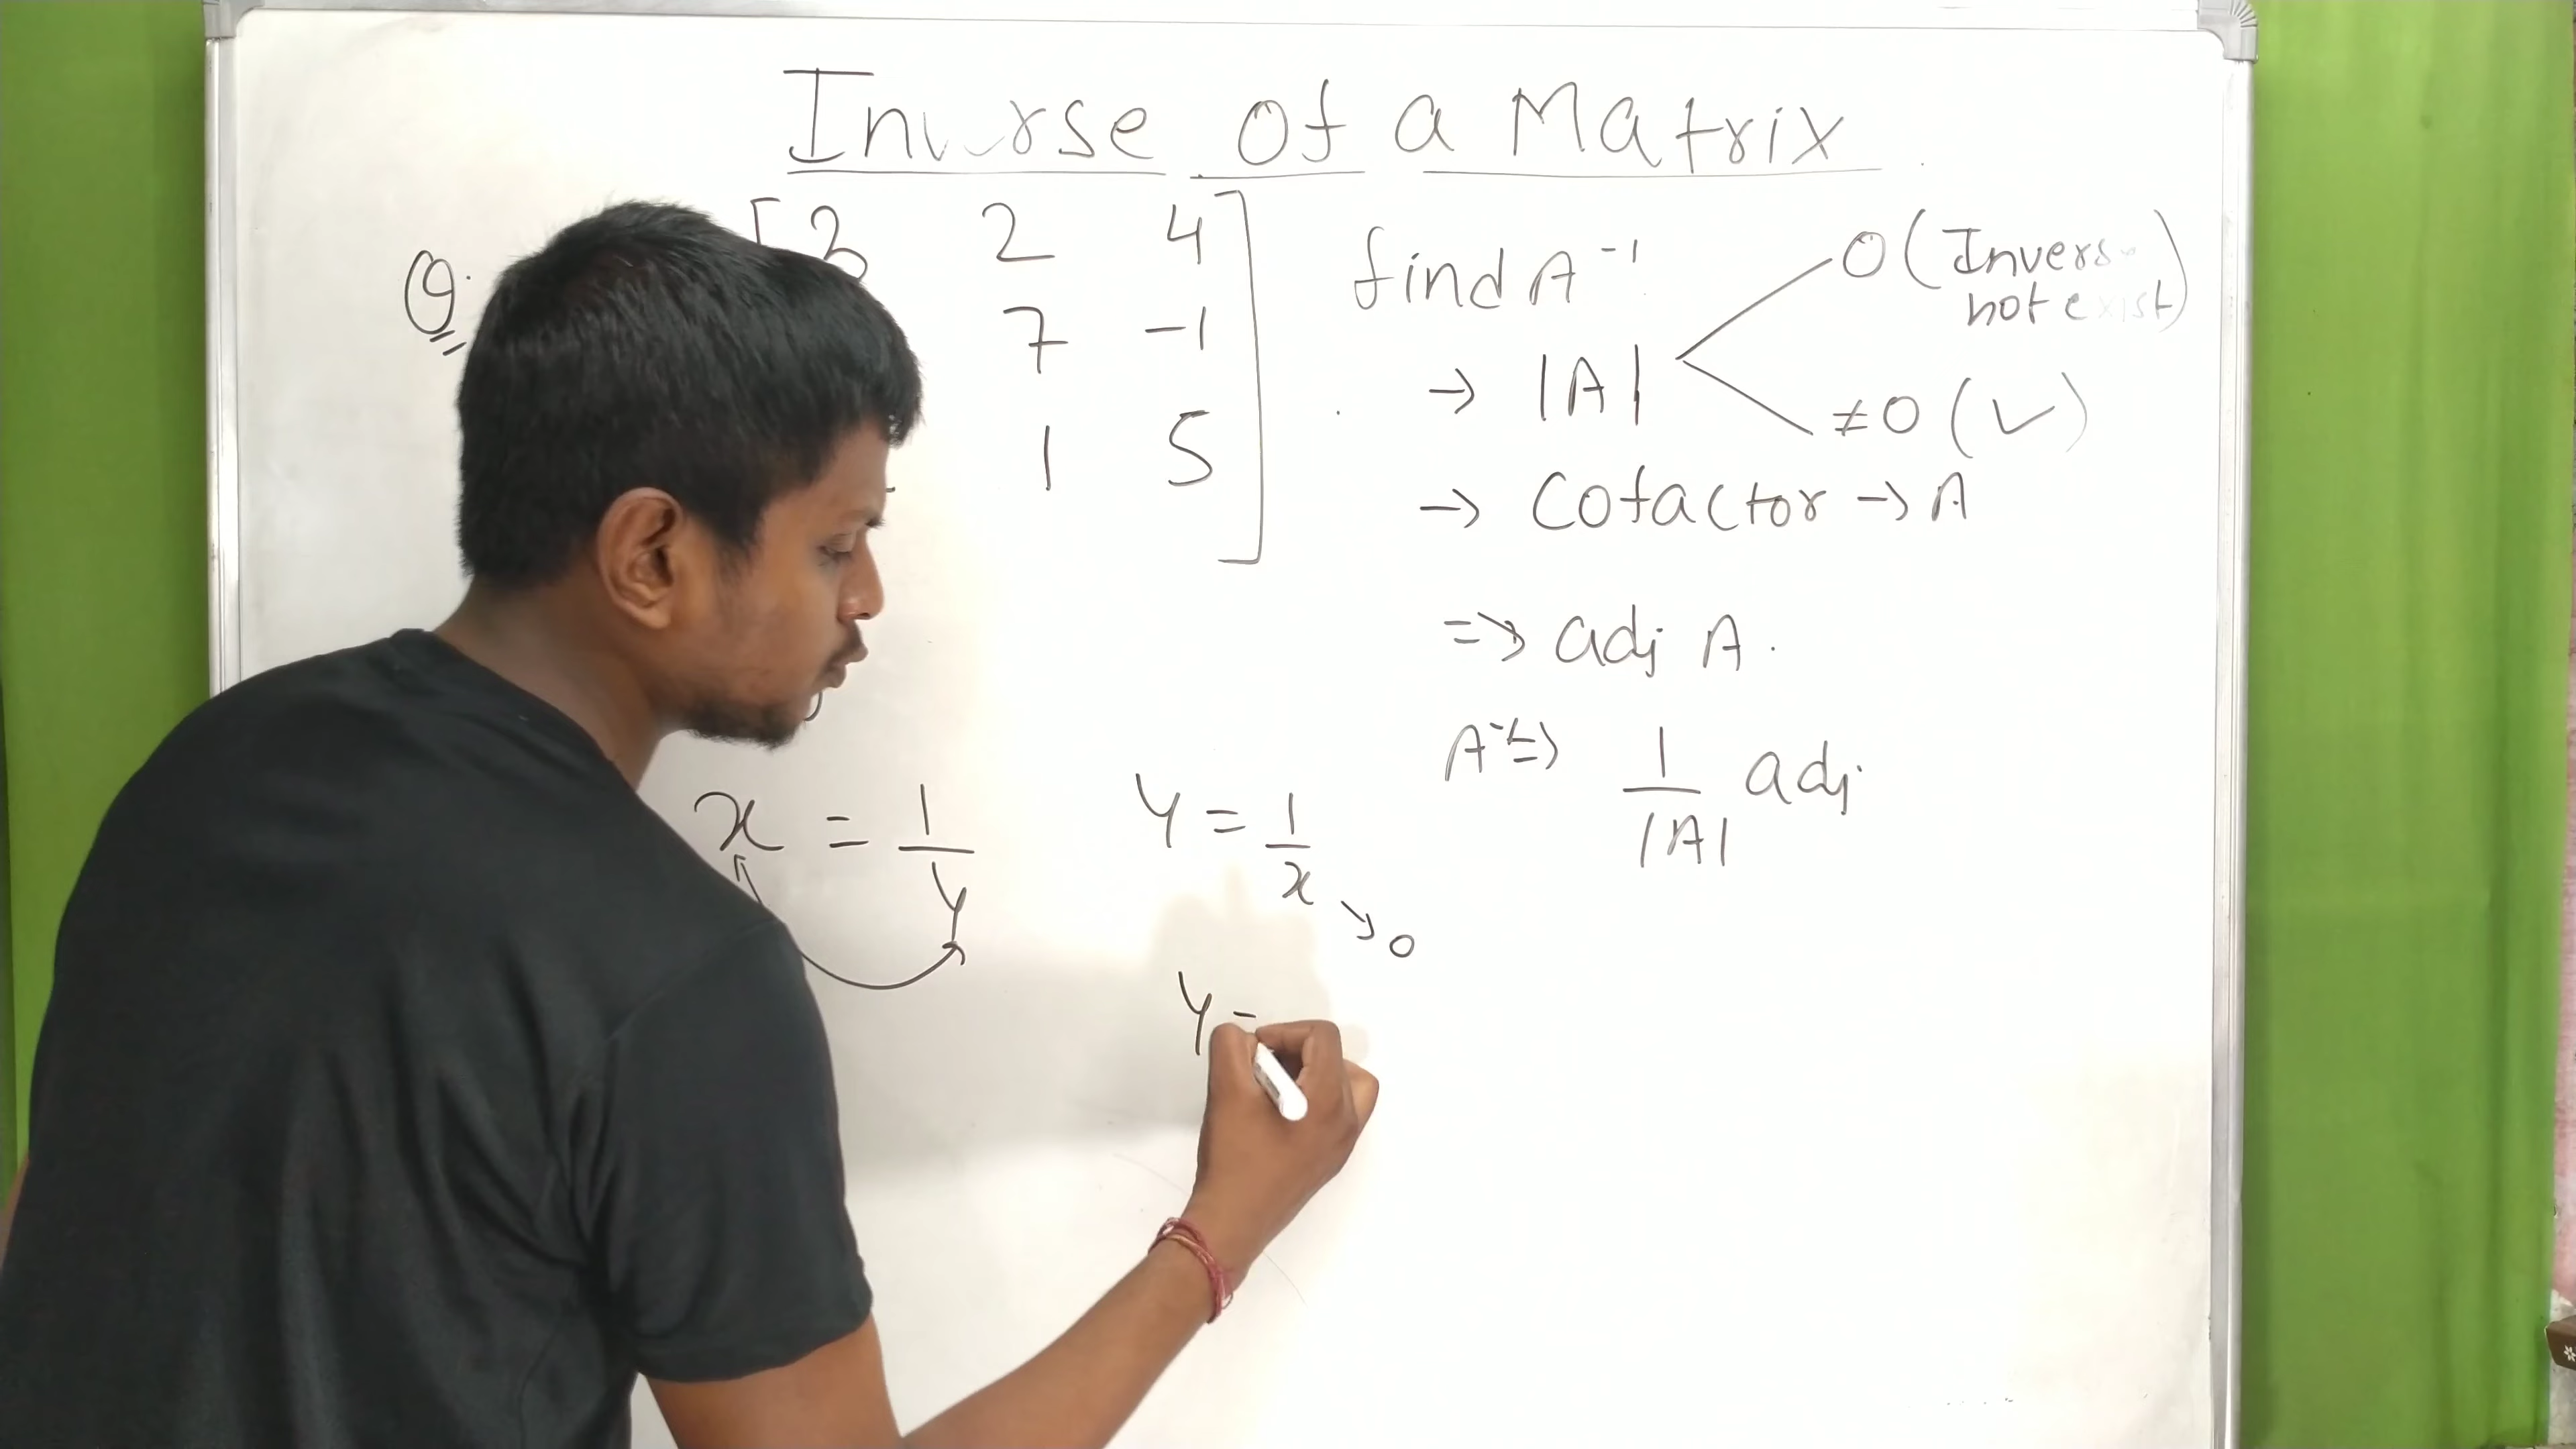 Inverse of a Matrix
Q.
3 2 4
7 -1
1 5
find A⁻¹
→ |A|
0 (Inverse
not exist)
≠0 (✓)
→ Cofactor → A
=> adj A.
A⁻¹ => 1/|A| adj
x = 1/y
y = 1/x → 0
y =